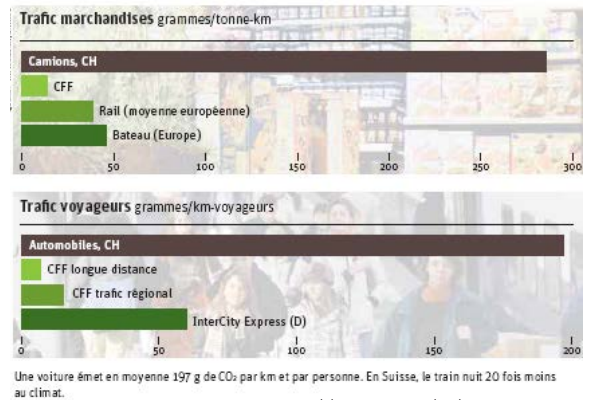 Trafic marchandises grammes/tonne-km
Camions, CH
CFF
Rail (moyenne européenne)
Bateau (Europe)
0 50 100 150 200 250 300
Trafic voyageurs grammes/km-voyageurs
Automobiles, CH
CFF longue distance
CFF trafic régional
InterCity Express (D)
0 50 100 150 200
Une voiture émet en moyenne 197 g de CO₂ par km et par personne. En Suisse, le train nuit 20 fois moins
au climat.